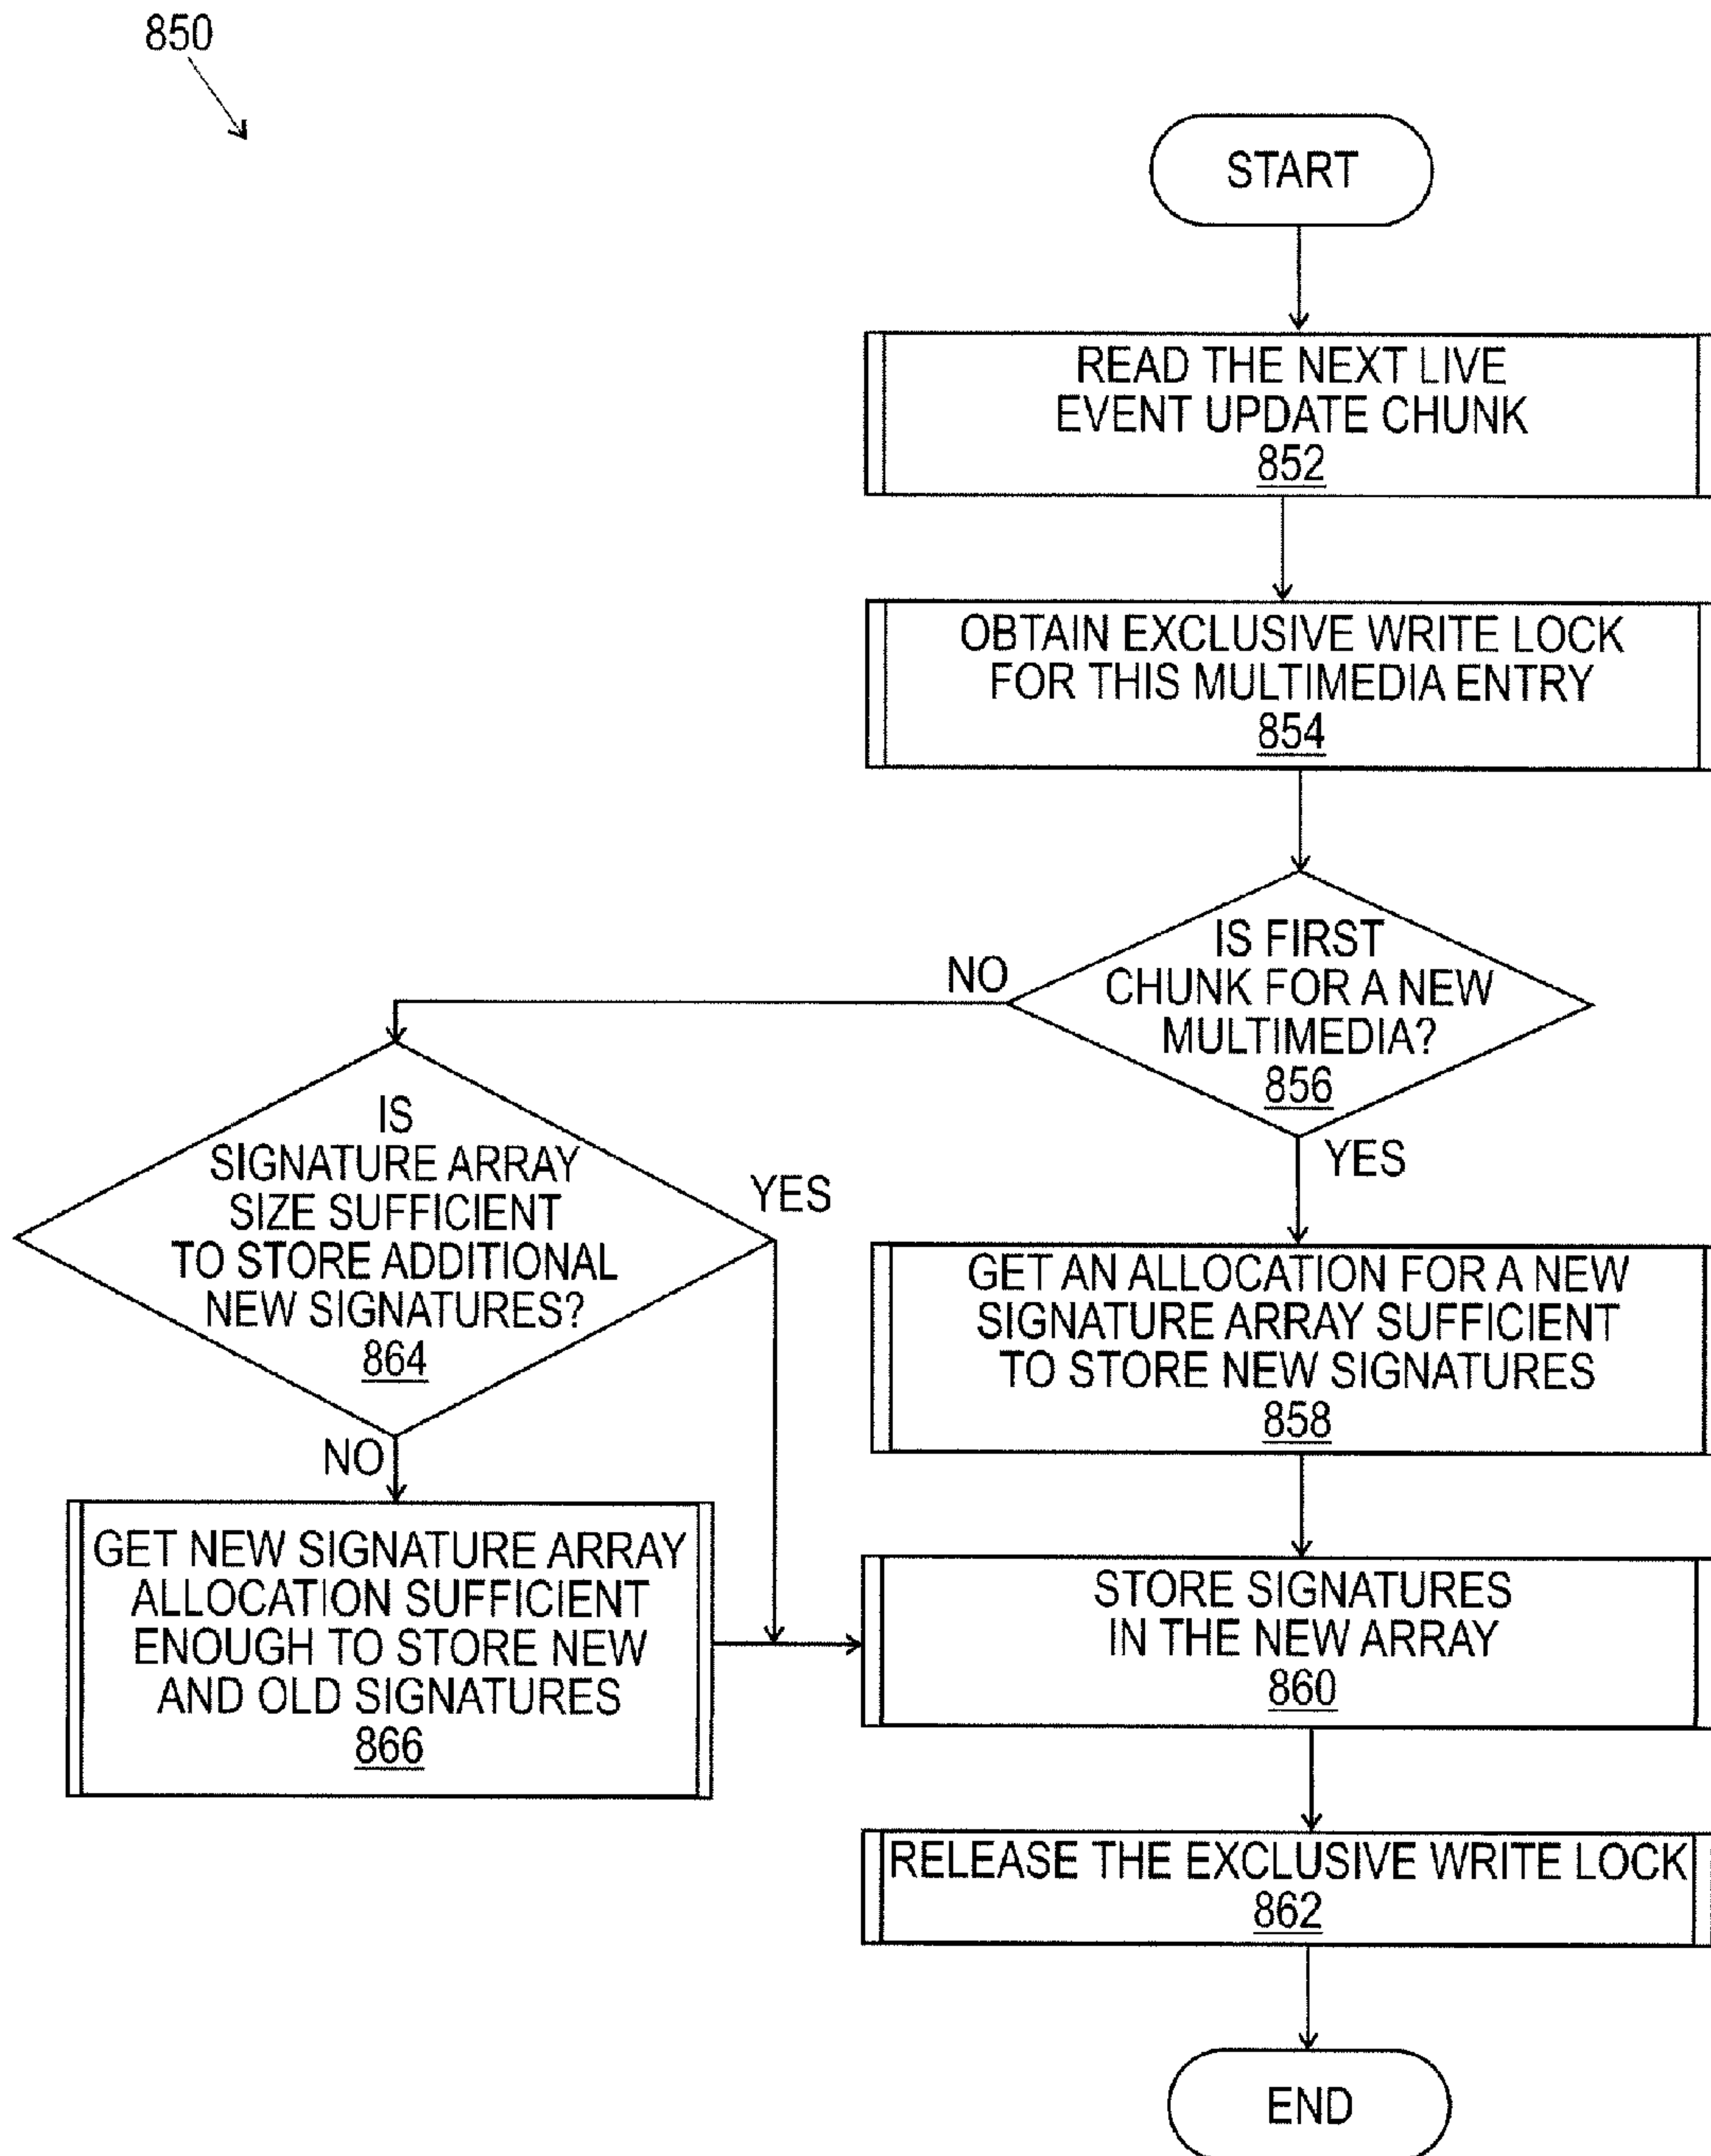 850
START
READ THE NEXT LIVE
EVENT UPDATE CHUNK
852
OBTAIN EXCLUSIVE WRITE LOCK
FOR THIS MULTIMEDIA ENTRY
854
IS FIRST
CHUNK FOR A NEW
MULTIMEDIA?
856
NO
YES
IS
SIGNATURE ARRAY
SIZE SUFFICIENT
TO STORE ADDITIONAL
NEW SIGNATURES?
864
YES
NO
GET AN ALLOCATION FOR A NEW
SIGNATURE ARRAY SUFFICIENT
TO STORE NEW SIGNATURES
858
GET NEW SIGNATURE ARRAY
ALLOCATION SUFFICIENT
ENOUGH TO STORE NEW
AND OLD SIGNATURES
866
STORE SIGNATURES
IN THE NEW ARRAY
860
RELEASE THE EXCLUSIVE WRITE LOCK
862
END